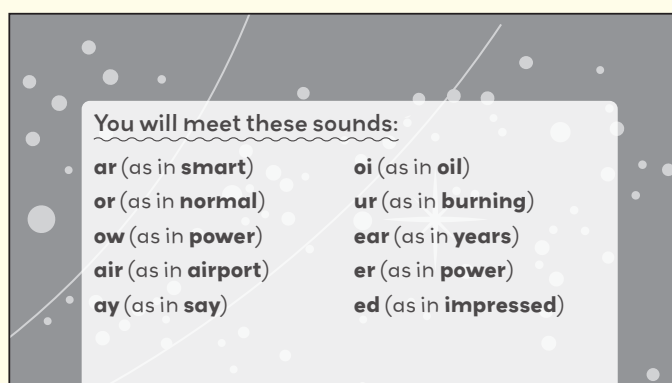 You will meet these sounds:
ar (as in smart)
or (as in normal)
ow (as in power)
air (as in airport)
ay (as in say)
oi (as in oil)
ur (as in burning)
ear (as in years)
er (as in power)
ed (as in impressed)